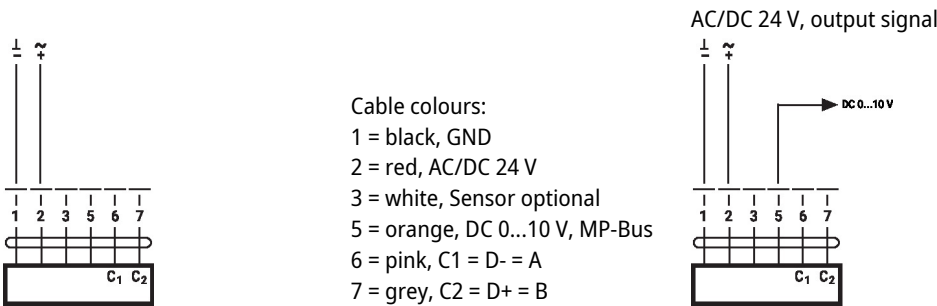 ⊥ ~
− +
1 2 3 5 6 7
C1 C2
Cable colours:
1 = black, GND
2 = red, AC/DC 24 V
3 = white, Sensor optional
5 = orange, DC 0...10 V, MP-Bus
6 = pink, C1 = D- = A
7 = grey, C2 = D+ = B
AC/DC 24 V, output signal
⊥ ~
− +
DC 0...10 V
1 2 3 5 6 7
C1 C2